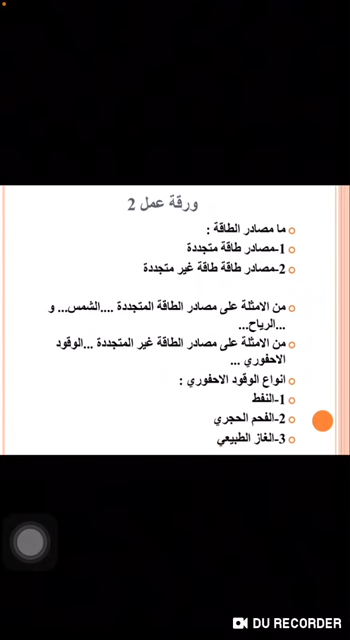 ورقة عمل 2
ما مصادر الطاقة :
1-مصادر طاقة متجددة
2-مصادر طاقة طاقة غير متجددة
من الامثلة على مصادر الطاقة المتجددة ....الشمس... و
...الرياح...
من الامثلة على مصادر الطاقة غير المتجددة ...الوقود
الاحفوري ...
انواع الوقود الاحفوري :
1-النفط
2-الفحم الحجري
3-الغاز الطبيعي
DU RECORDER